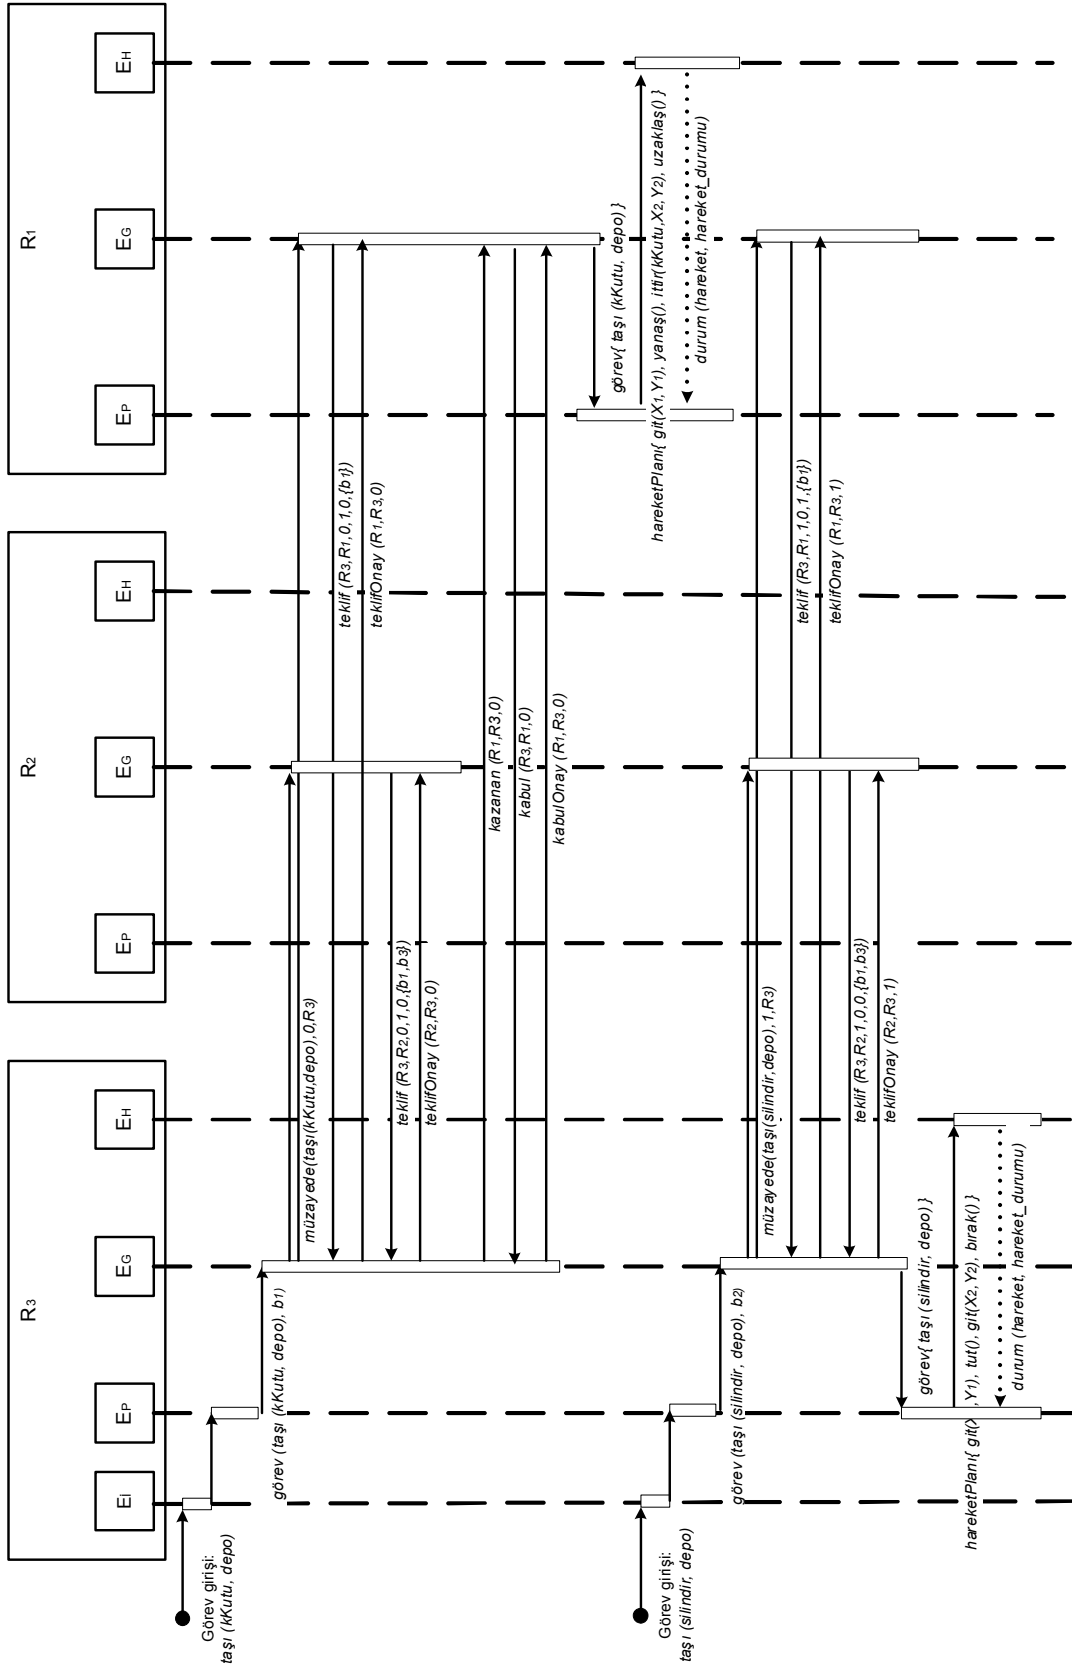 R3
R2
R1
Eİ
EP
EG
EH
EP
EG
EH
EP
EG
EH
Görev girişi:
taşı (kKutu, depo)
görev (taşı (kKutu, depo), b1)
müzayede(taşı(kKutu,depo),0,R3)
teklif (R3,R1,0,1,0,{b1})
teklifOnay (R1,R3,0)
teklif (R3,R2,0,1,0,{b1,b3})
teklifOnay (R2,R3,0)
kazanan (R1,R3,0)
kabul (R3,R1,0)
kabulOnay (R1,R3,0)
görev{ taşı (kKutu, depo) }
hareketPlanı{ git(X1,Y1), yanaş(), ittir(kKutu,X2,Y2), uzaklaş() }
durum (hareket, hareket_durumu)
Görev girişi:
taşı (silindir, depo)
görev (taşı (silindir, depo), b2)
müzayede(taşı(silindir,depo),1,R3)
teklif (R3,R1,1,0,1,{b1})
teklifOnay (R1,R3,1)
teklif (R3,R2,1,0,0,{b1,b3})
teklifOnay (R2,R3,1)
görev{ taşı (silindir, depo) }
hareketPlanı{ git(X ,Y1), tut(), git(X2,Y2), bırak() }
durum (hareket, hareket_durumu)